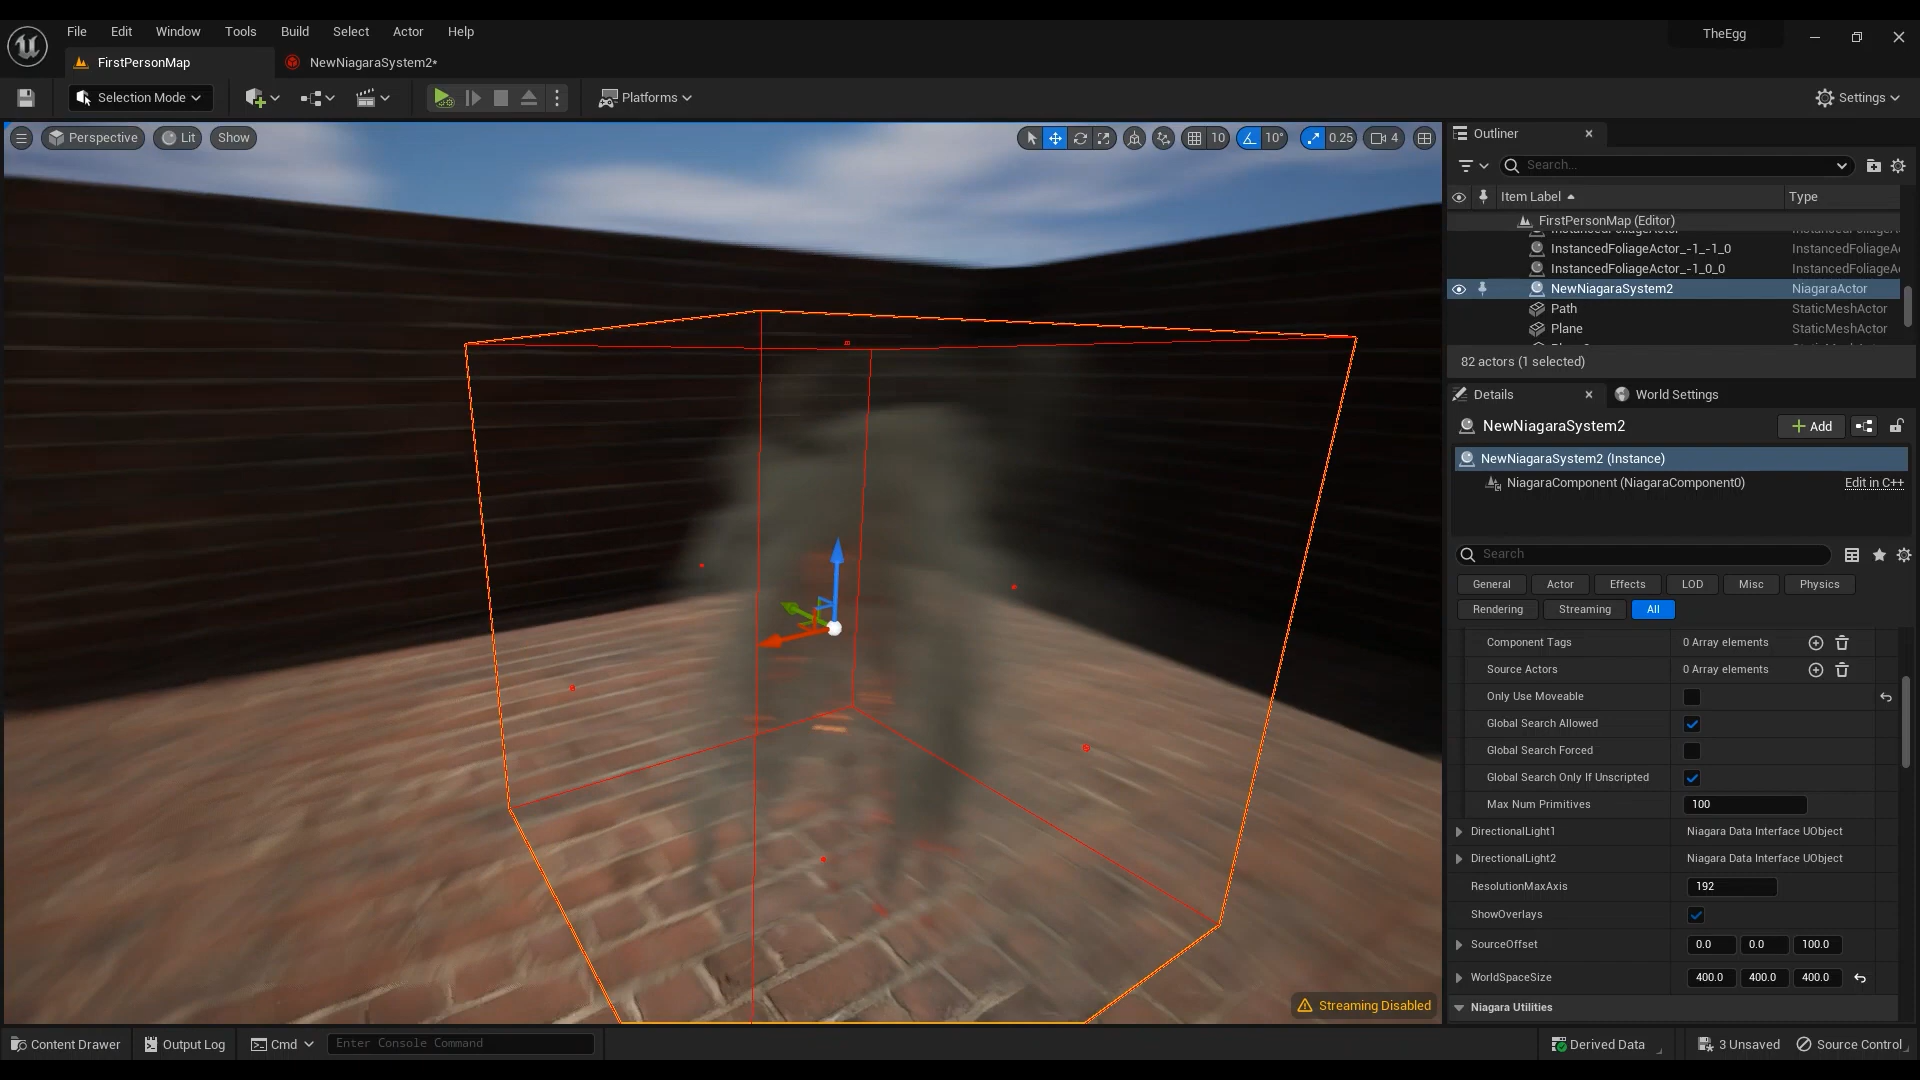 File Edit Window Tools Build Select Actor Help
TheEgg
FirstPersonMap
NewNiagaraSystem2*
Selection Mode
Platforms
Settings
Perspective
Lit
Show
10
10°
0.25
4
Streaming Disabled
Outliner
Search...
Item Label
Type
FirstPersonMap (Editor)
InstancedFoliageActor_-1_-1_0 InstancedFoliageA
InstancedFoliageActor_-1_0_0 InstancedFoliageA
NewNiagaraSystem2 NiagaraActor
Path StaticMeshActor
Plane StaticMeshActor
82 actors (1 selected)
Details
World Settings
NewNiagaraSystem2
Add
NewNiagaraSystem2 (Instance)
NiagaraComponent (NiagaraComponent0) Edit in C++
Search
General Actor Effects LOD Misc Physics
Rendering Streaming All
Component Tags 0 Array elements
Source Actors 0 Array elements
Only Use Moveable
Global Search Allowed
Global Search Forced
Global Search Only If Unscripted
Max Num Primitives 100
DirectionalLight1 Niagara Data Interface UObject
DirectionalLight2 Niagara Data Interface UObject
ResolutionMaxAxis 192
ShowOverlays
SourceOffset 0.0 0.0 100.0
WorldSpaceSize 400.0 400.0 400.0
Niagara Utilities
Content Drawer
Output Log
Cmd
Enter Console Command
Derived Data
3 Unsaved
Source Control